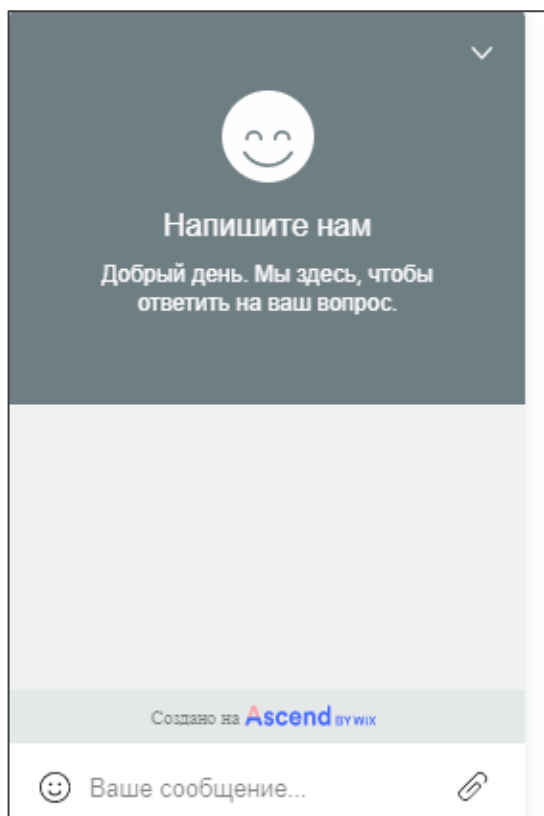 Напишите нам
Добрый день. Мы здесь, чтобы
ответить на ваш вопрос.
Создано на Ascend BY WIX
Ваше сообщение...